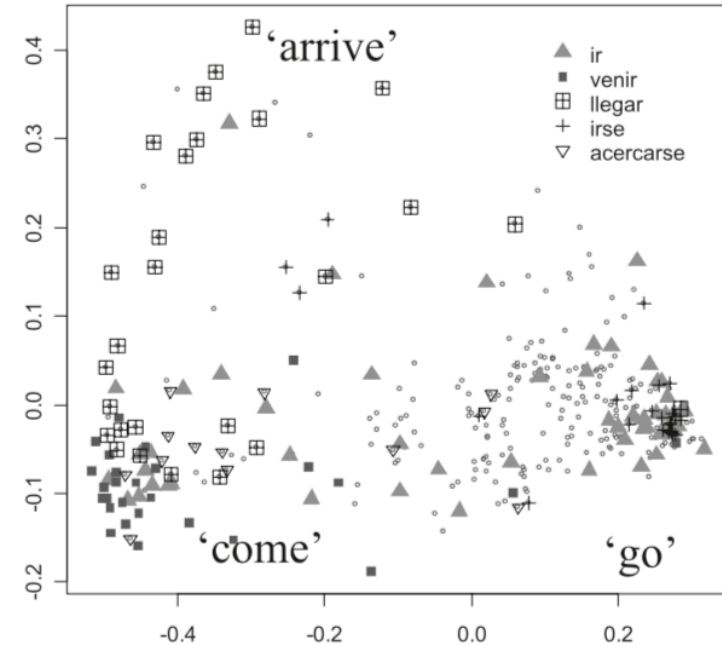 'arrive'
ir
venir
llegar
irse
acercarse
0.4
0.3
0.2
0.1
0.0
-0.1
-0.2
'come'
'go'
-0.4
-0.2
0.0
0.2